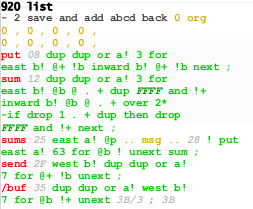 920 list
- 2 save and add abcd back 0 org
0 , 0 , 0 , 0 ,
0 , 0 , 0 , 0 ,
put 08 dup dup or a! 3 for
east b! @+ !b inward b! @+ !b next ;
sum 12 dup dup or a! 3 for
east b! @b @ . + dup FFFF and !+
inward b! @b @ . + over 2*
-if drop 1 . + dup then drop
FFFF and !+ next ;
sums 25 east a! @p .. msg .. 28 ! put
east a! 63 for @b ! unext sum ;
send 2F west b! dup dup or a!
7 for @+ !b unext ;
/buf 35 dup dup or a! west b!
7 for @b !+ unext 3B/3 ; 3B